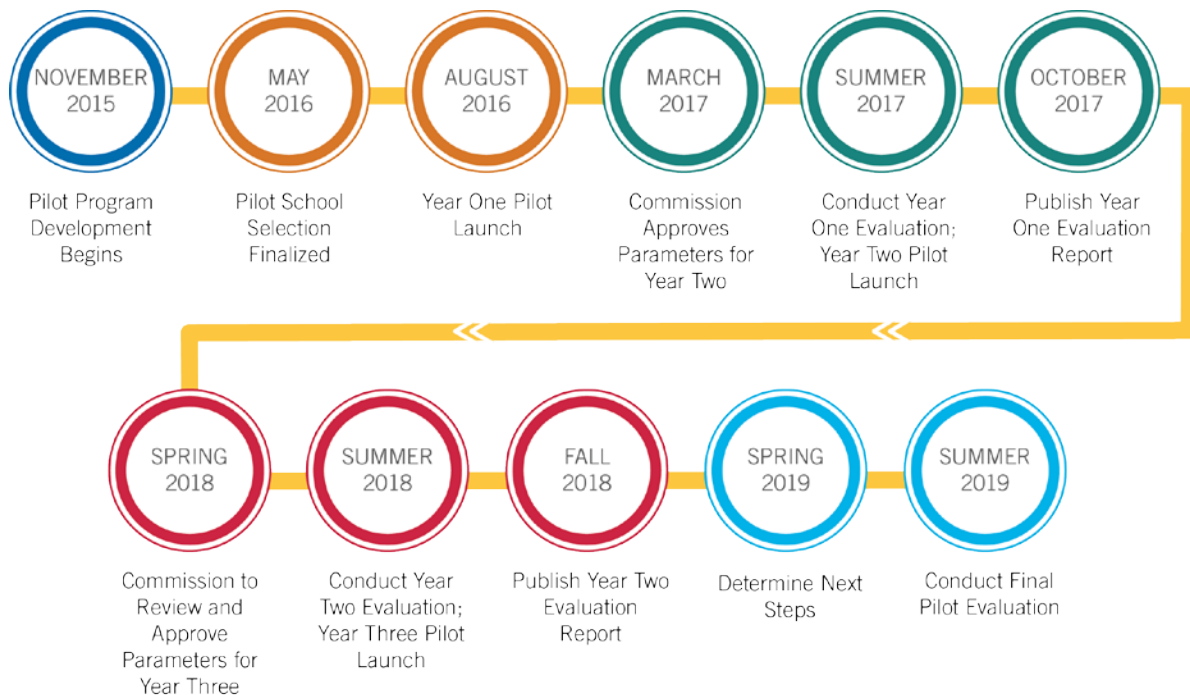 NOVEMBER
2015
MAY
2016
AUGUST
2016
MARCH
2017
SUMMER
2017
OCTOBER
2017
Pilot Program
Development
Begins
Pilot School
Selection
Finalized
Year One Pilot
Launch
Commission
Approves
Parameters for
Year Two
Conduct Year
One Evaluation;
Year Two Pilot
Launch
Publish Year
One Evaluation
Report
SPRING
2018
SUMMER
2018
FALL
2018
SPRING
2019
SUMMER
2019
Commission to
Review and
Approve
Parameters for
Year Three
Conduct Year
Two Evaluation;
Year Three Pilot
Launch
Publish Year Two
Evaluation
Report
Determine Next
Steps
Conduct Final
Pilot Evaluation